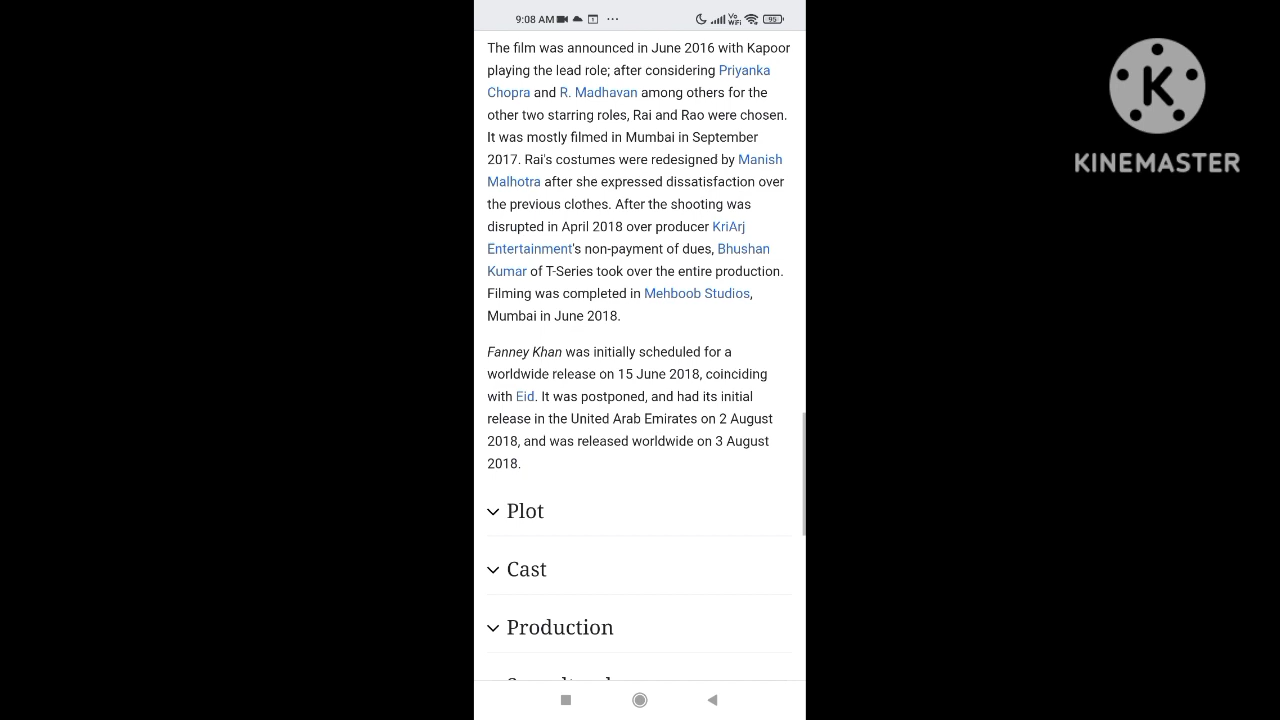 9:08 AM
Vo
WiFi
95
The film was announced in June 2016 with Kapoor
playing the lead role; after considering Priyanka
Chopra and R. Madhavan among others for the
other two starring roles, Rai and Rao were chosen.
It was mostly filmed in Mumbai in September
2017. Rai's costumes were redesigned by Manish
Malhotra after she expressed dissatisfaction over
the previous clothes. After the shooting was
disrupted in April 2018 over producer KriArj
Entertainment's non-payment of dues, Bhushan
Kumar of T-Series took over the entire production.
Filming was completed in Mehboob Studios,
Mumbai in June 2018.
Fanney Khan was initially scheduled for a
worldwide release on 15 June 2018, coinciding
with Eid. It was postponed, and had its initial
release in the United Arab Emirates on 2 August
2018, and was released worldwide on 3 August
2018.
Plot
Cast
Production
K
KINEMASTER